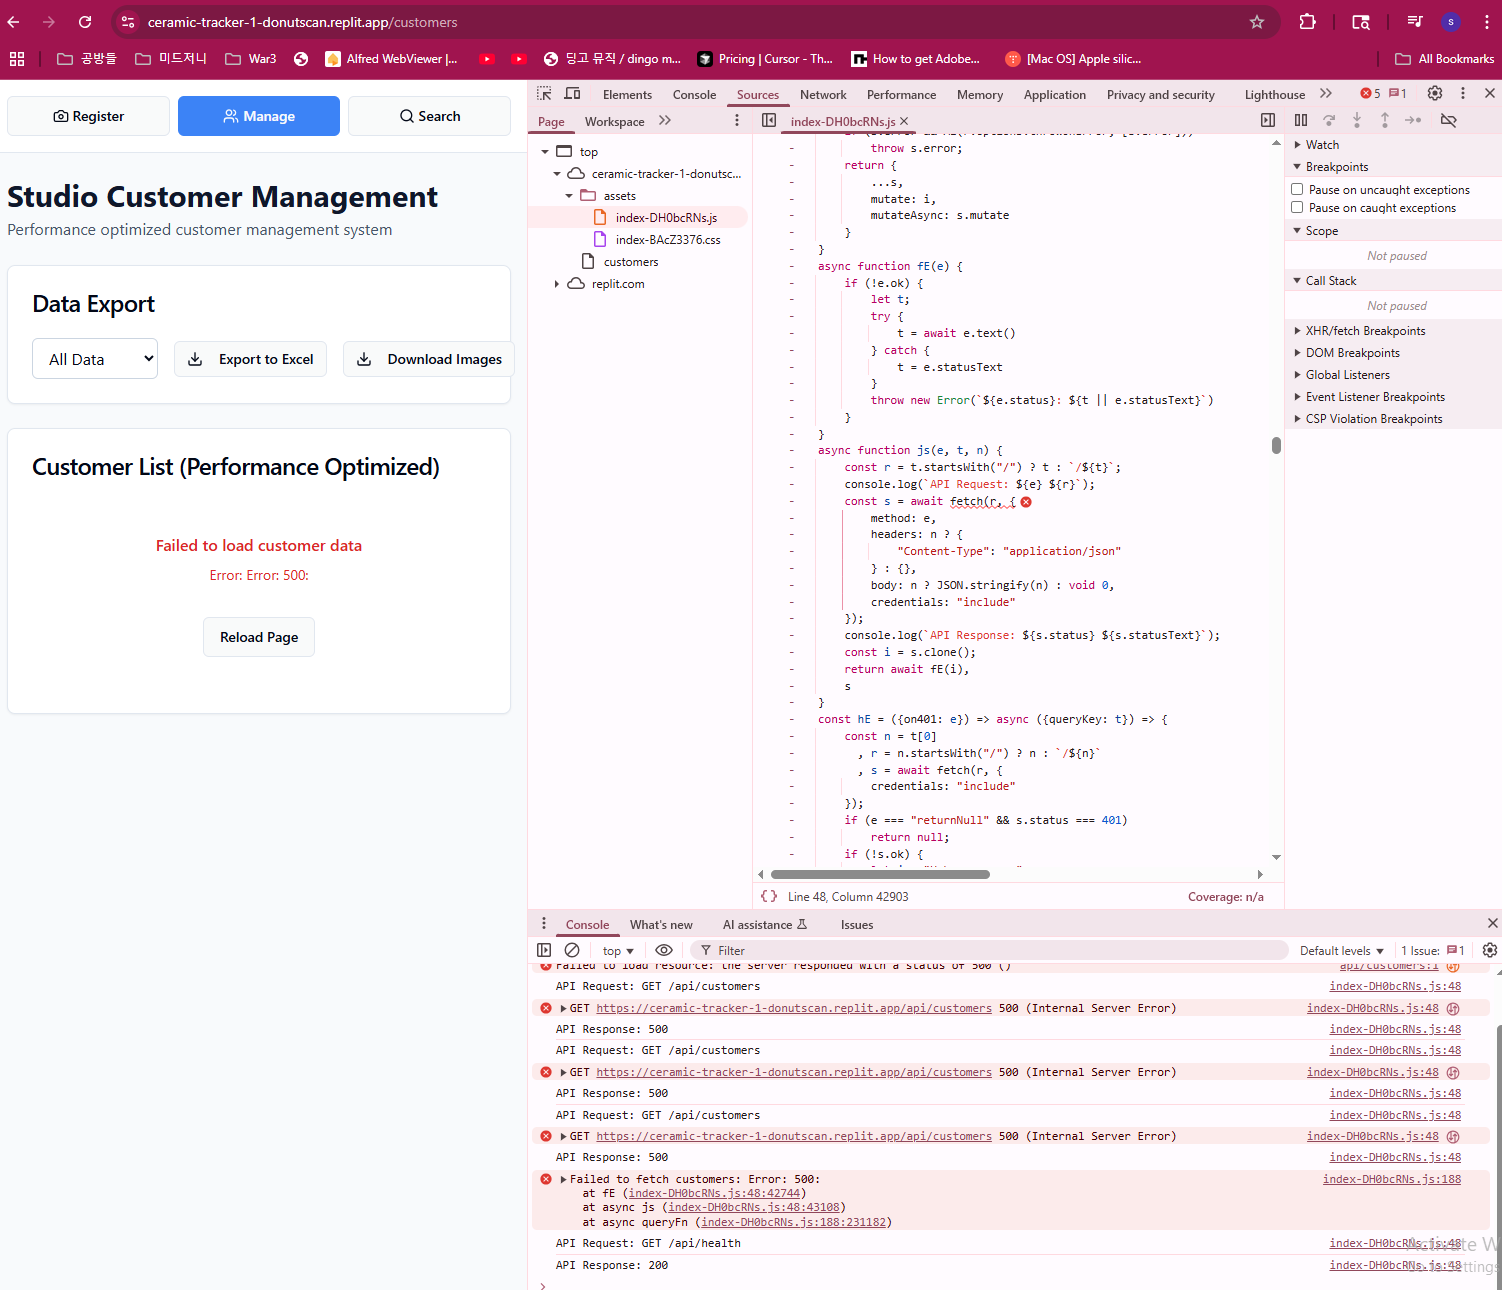 ceramic-tracker-1-donutscan.replit.app/customers
S
공방들
미드저니
War3
Alfred WebViewer |...
딩고 뮤직 / dingo m...
Pricing | Cursor - Th...
How to get Adobe...
[Mac OS] Apple silic...
All Bookmarks
Register
Manage
Search
Studio Customer Management
Performance optimized customer management system
Data Export
All Data
Export to Excel
Download Images
Customer List (Performance Optimized)
Failed to load customer data
Error: Error: 500:
Reload Page
Elements
Console
Sources
Network
Performance
Memory
Application
Privacy and security
Lighthouse
5
1
Page
Workspace
top
ceramic-tracker-1-donutsc...
assets
index-DH0bcRNs.js
index-BAcZ3376.css
customers
replit.com
index-DH0bcRNs.js
throw s.error;
return {
...s,
mutate: i,
mutateAsync: s.mutate
}
}
async function fE(e) {
if (!e.ok) {
let t;
try {
t = await e.text()
} catch {
t = e.statusText
}
throw new Error(`${e.status}: ${t || e.statusText}`)
}
}
async function js(e, t, n) {
const r = t.startsWith("/") ? t : `/${t}`;
console.log(`API Request: ${e} ${r}`);
const s = await fetch(r, {
method: e,
headers: n ? {
"Content-Type": "application/json"
} : {},
body: n ? JSON.stringify(n) : void 0,
credentials: "include"
});
console.log(`API Response: ${s.status} ${s.statusText}`);
const i = s.clone();
return await fE(i),
s
}
const hE = ({on401: e}) => async ({queryKey: t}) => {
const n = t[0]
, r = n.startsWith("/") ? n : `/${n}`
, s = await fetch(r, {
credentials: "include"
});
if (e === "returnNull" && s.status === 401)
return null;
if (!s.ok) {
{} Line 48, Column 42903
Coverage: n/a
Watch
Breakpoints
Pause on uncaught exceptions
Pause on caught exceptions
Scope
Not paused
Call Stack
Not paused
XHR/fetch Breakpoints
DOM Breakpoints
Global Listeners
Event Listener Breakpoints
CSP Violation Breakpoints
Console
What's new
AI assistance
Issues
top
Filter
Default levels
1 Issue: 1
Failed to load resource: the server responded with a status of 500 () api/customers:1
API Request: GET /api/customers index-DH0bcRNs.js:48
GET https://ceramic-tracker-1-donutscan.replit.app/api/customers 500 (Internal Server Error) index-DH0bcRNs.js:48
API Response: 500 index-DH0bcRNs.js:48
API Request: GET /api/customers index-DH0bcRNs.js:48
GET https://ceramic-tracker-1-donutscan.replit.app/api/customers 500 (Internal Server Error) index-DH0bcRNs.js:48
API Response: 500 index-DH0bcRNs.js:48
API Request: GET /api/customers index-DH0bcRNs.js:48
GET https://ceramic-tracker-1-donutscan.replit.app/api/customers 500 (Internal Server Error) index-DH0bcRNs.js:48
API Response: 500 index-DH0bcRNs.js:48
Failed to fetch customers: Error: 500: index-DH0bcRNs.js:188
at fE (index-DH0bcRNs.js:48:42744)
at async js (index-DH0bcRNs.js:48:43108)
at async queryFn (index-DH0bcRNs.js:188:231182)
API Request: GET /api/health index-DH0bcRNs.js:48
API Response: 200 index-DH0bcRNs.js:48
Activate W
Go to Settings